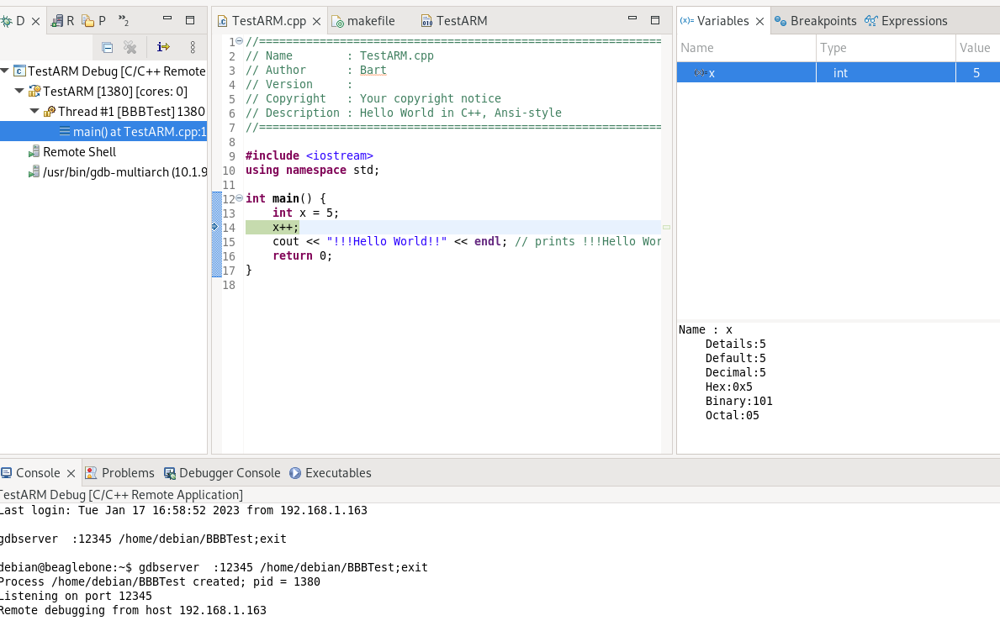 D
R
P
»2
TestARM Debug [C/C++ Remote
TestARM [1380] [cores: 0]
Thread #1 [BBBTest] 1380
main() at TestARM.cpp:1
Remote Shell
/usr/bin/gdb-multiarch (10.1.9
TestARM.cpp
makefile
TestARM
1 //============================================================
2 // Name        : TestARM.cpp
3 // Author      : Bart
4 // Version     :
5 // Copyright   : Your copyright notice
6 // Description : Hello World in C++, Ansi-style
7 //============================================================
8
9 #include <iostream>
10 using namespace std;
11
12 int main() {
13     int x = 5;
14     x++;
15     cout << "!!!Hello World!!" << endl; // prints !!!Hello Wor
16     return 0;
17 }
18
(x)= Variables
Breakpoints
Expressions
Name Type Value
(x)= x int 5
Name : x
Details:5
Default:5
Decimal:5
Hex:0x5
Binary:101
Octal:05
Console
Problems
Debugger Console
Executables
TestARM Debug [C/C++ Remote Application]
Last login: Tue Jan 17 16:58:52 2023 from 192.168.1.163
gdbserver  :12345 /home/debian/BBBTest;exit
debian@beaglebone:~$ gdbserver  :12345 /home/debian/BBBTest;exit
Process /home/debian/BBBTest created; pid = 1380
Listening on port 12345
Remote debugging from host 192.168.1.163